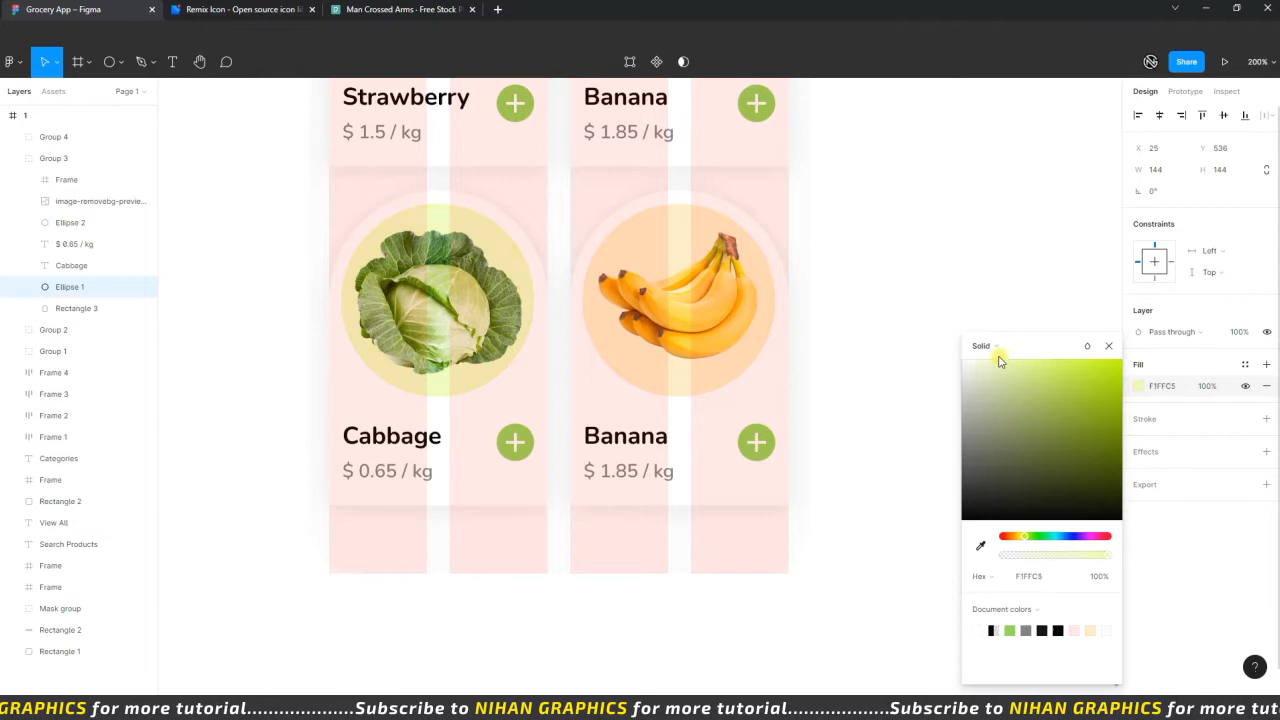 Grocery App – Figma
Remix Icon - Open source icon li
Man Crossed Arms · Free Stock P
Share
200%
Layers
Assets
Page 1
1
Group 4
Group 3
Frame
image-removebg-previe...
Ellipse 2
$ 0.65 / kg
Cabbage
Ellipse 1
Rectangle 3
Group 2
Group 1
Frame 4
Frame 3
Frame 2
Frame 1
Categories
Frame
Rectangle 2
View All
Search Products
Frame
Frame
Mask group
Rectangle 2
Rectangle 1
Strawberry
$ 1.5 / kg
Banana
$ 1.85 / kg
Cabbage
$ 0.65 / kg
Banana
$ 1.85 / kg
Solid
Hex
F1FFC5
100%
Document colors
Design
Prototype
Inspect
X
25
Y
536
W
144
H
144
0°
Constraints
Left
Top
Layer
Pass through
100%
Fill
F1FFC5
100%
Stroke
Effects
Export
?
GRAPHICS for more tutorial...................Subscribe to NIHAN GRAPHICS for more tutorial...................Subscribe to NIHAN GRAPHICS for more tut